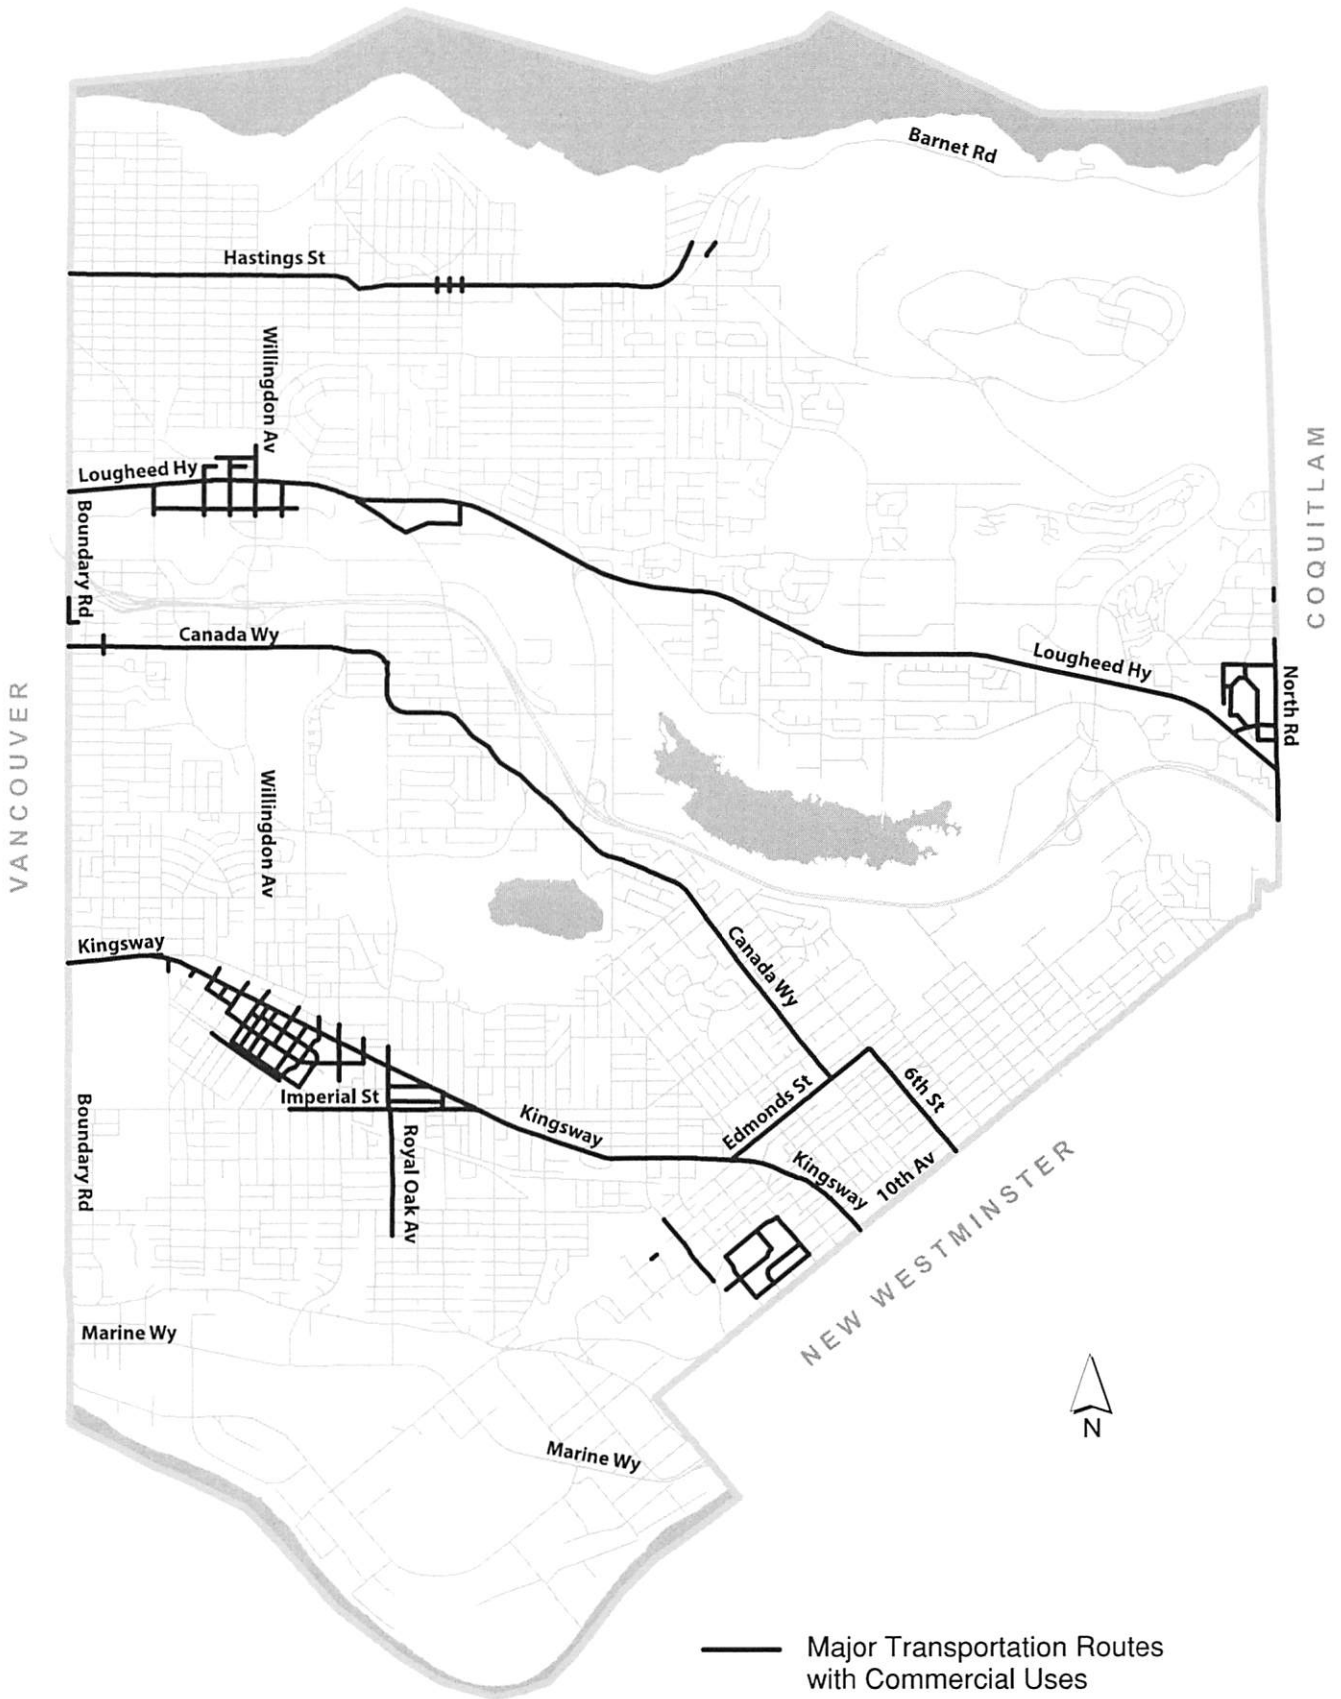 Barnet Rd
Hastings St
Willingdon Av
Lougheed Hy
COQUITLAM
Boundary Rd
Canada Wy
Lougheed Hy
North Rd
VANCOUVER
Willingdon Av
Kingsway
Canada Wy
Imperial St
Kingsway
Edmonds St
6th St
Boundary Rd
Royal Oak Av
Kingsway
10th Av
NEW WESTMINSTER
Marine Wy
N
Marine Wy
Major Transportation Routes
with Commercial Uses